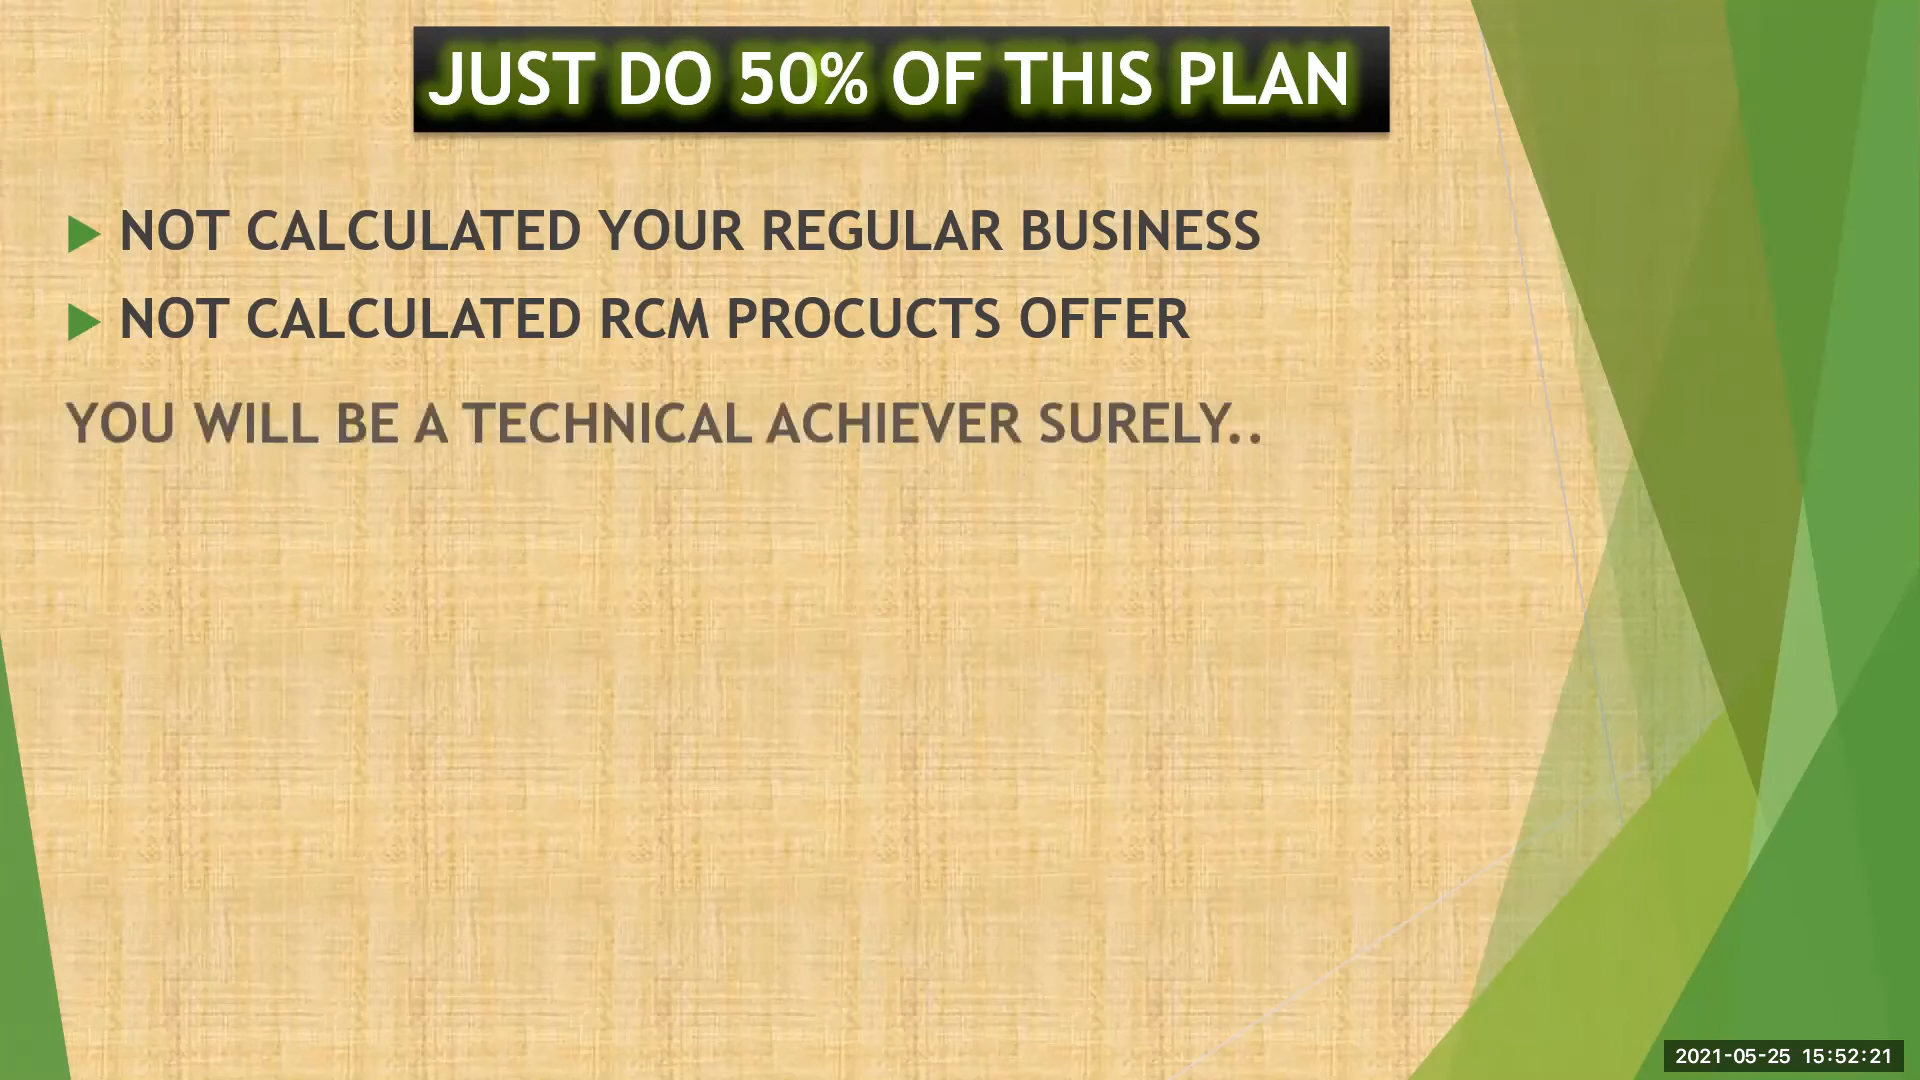 JUST DO 50% OF THIS PLAN
NOT CALCULATED YOUR REGULAR BUSINESS
NOT CALCULATED RCM PROCUCTS OFFER
YOU WILL BE A TECHNICAL ACHIEVER SURELY..
2021-05-25 15:52:21